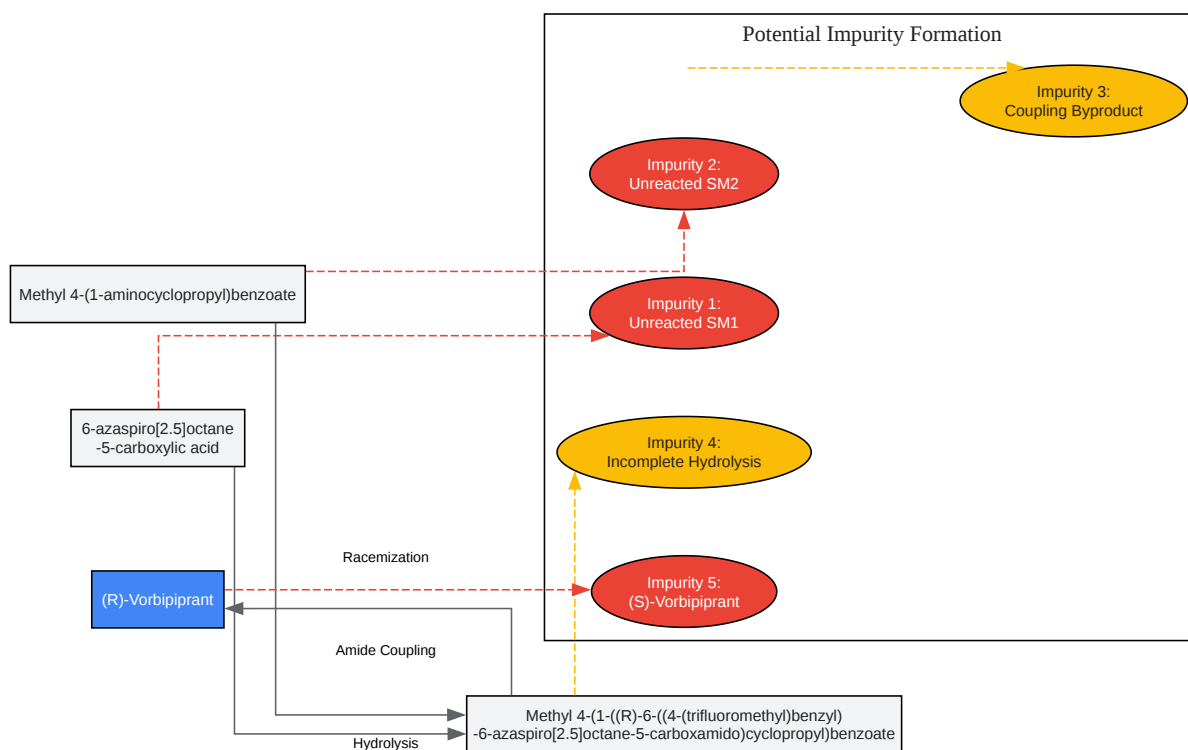 Potential Impurity Formation
Impurity 3:
Coupling Byproduct
Impurity 2:
Unreacted SM2
Methyl 4-(1-aminocyclopropyl)benzoate
Impurity 1:
Unreacted SM1
6-azaspiro[2.5]octane
-5-carboxylic acid
Impurity 4:
Incomplete Hydrolysis
Racemization
(R)-Vorbipiprant
Impurity 5:
(S)-Vorbipiprant
Amide Coupling
Methyl 4-(1-((R)-6-((4-(trifluoromethyl)benzyl)
-6-azaspiro[2.5]octane-5-carboxamido)cyclopropyl)benzoate
Hydrolysis